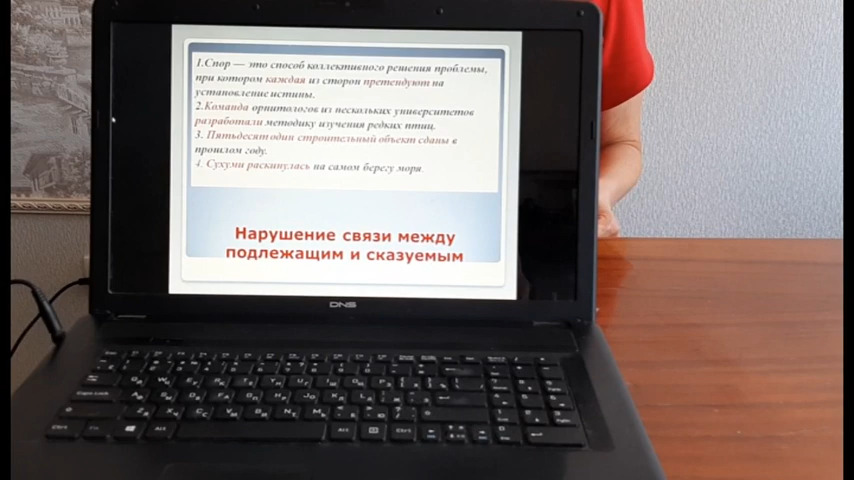 1.Спор — это способ коллективного решения проблемы,
при котором каждая из сторон претендуют на
установление истины.
2.Команда орнитологов из нескольких университетов
разработали методику изучения редких птиц.
3. Пятьдесят один строительный объект сданы в
прошлом году.
4. Сухуми раскинулась на самом берегу моря.
Нарушение связи между
подлежащим и сказуемым
DNS